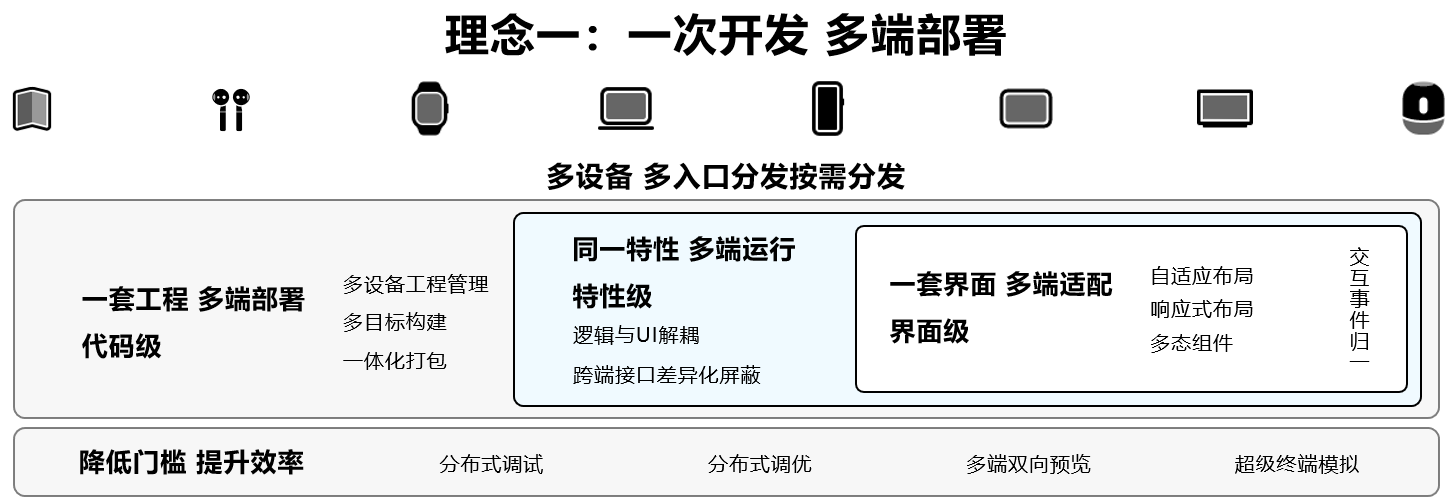 理念一：一次开发 多端部署
多设备 多入口分发按需分发
一套工程 多端部署
代码级
多设备工程管理
多目标构建
一体化打包
同一特性 多端运行
特性级
逻辑与UI解耦
跨端接口差异化屏蔽
一套界面 多端适配
界面级
自适应布局
响应式布局
多态组件
交互事件归一
降低门槛 提升效率
分布式调试
分布式调优
多端双向预览
超级终端模拟